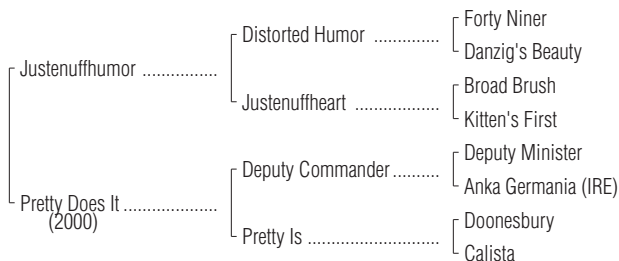 Forty Niner
Distorted Humor ..............
Danzig's Beauty
Justenuffhumor ................
Broad Brush
Justenuffheart ..................
Kitten's First
Deputy Minister
Deputy Commander ..........
Anka Germania (IRE)
Pretty Does It ....................
(2000)
Doonesbury
Pretty Is ............................
Calista